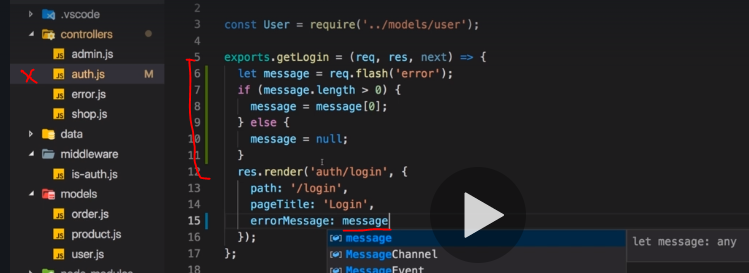 .vscode
controllers
admin.js
auth.js M
error.js
shop.js
data
middleware
is-auth.js
models
order.js
product.js
user.js
2
3 const User = require('../models/user');
4
5 exports.getLogin = (req, res, next) => {
6 let message = req.flash('error');
7 if (message.length > 0) {
8 message = message[0];
9 } else {
10 message = null;
11 }
12 res.render('auth/login', {
13 path: '/login',
14 pageTitle: 'Login',
15 errorMessage: message
16 });
17 };
18
message
MessageChannel
MessageEvent
let message: any